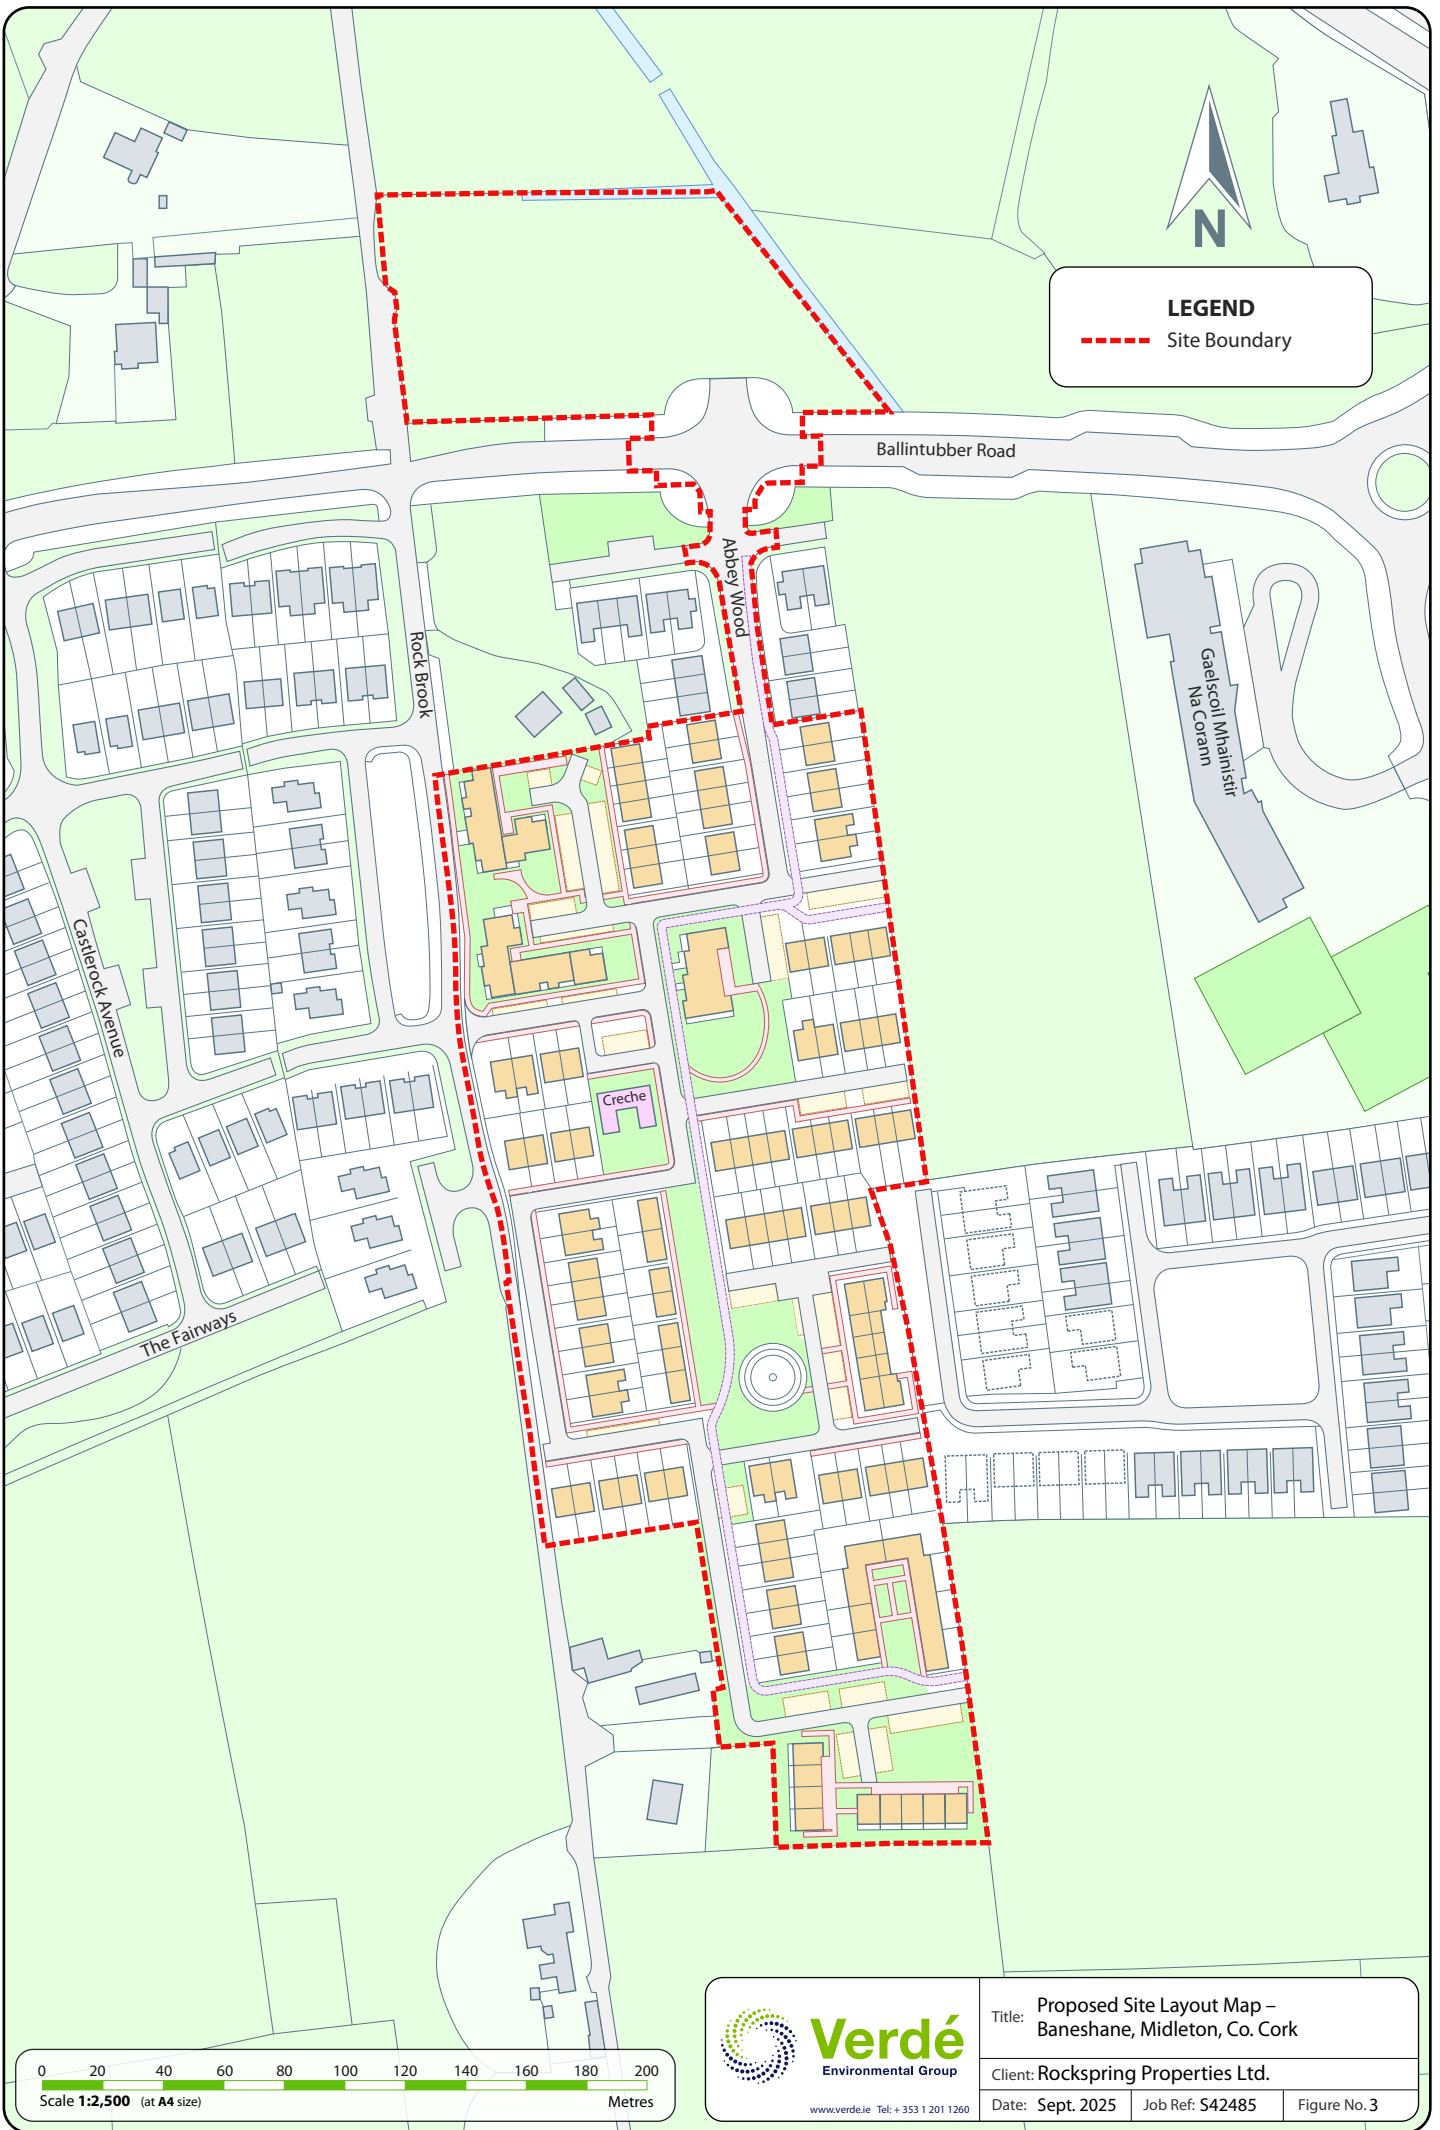 N
LEGEND
Site Boundary
Ballintubber Road
Abbey Wood
Rock Brook
Gaelscoil Mhainistir
Na Corann
Castlerock Avenue
Creche
The Fairways
0 20 40 60 80 100 120 140 160 180 200
Scale 1:2,500 (at A4 size) Metres
Verdé
Environmental Group
www.verde.ie Tel: + 353 1 201 1260
Title: Proposed Site Layout Map –
Baneshane, Midleton, Co. Cork
Client: Rockspring Properties Ltd.
Date: Sept. 2025 Job Ref: S42485 Figure No. 3